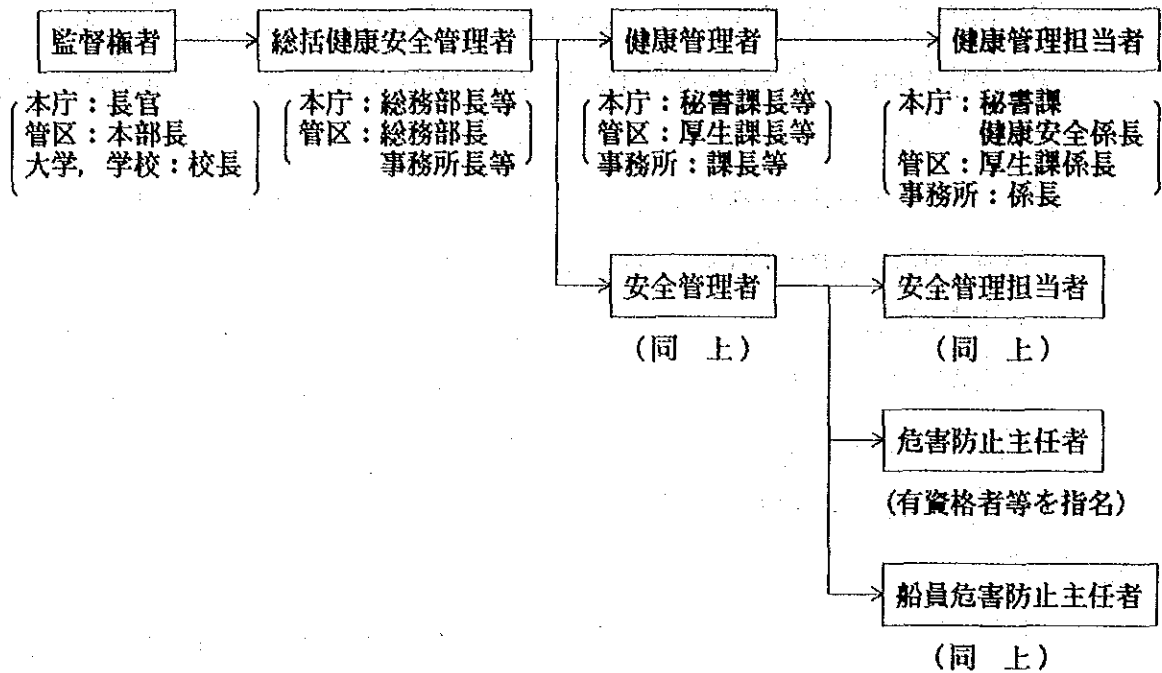 監督権者
総括健康安全管理者
健康管理者
健康管理担当者
本庁：長官
管区：本部長
大学，学校：校長
本庁：総務部長等
管区：総務部長
事務所長等
本庁：秘書課長等
管区：厚生課長等
事務所：課長等
本庁：秘書課
健康安全係長
管区：厚生課係長
事務所：係長
安全管理者
安全管理担当者
（同　上）
（同　上）
危害防止主任者
（有資格者等を指名）
船員危害防止主任者
（同　上）